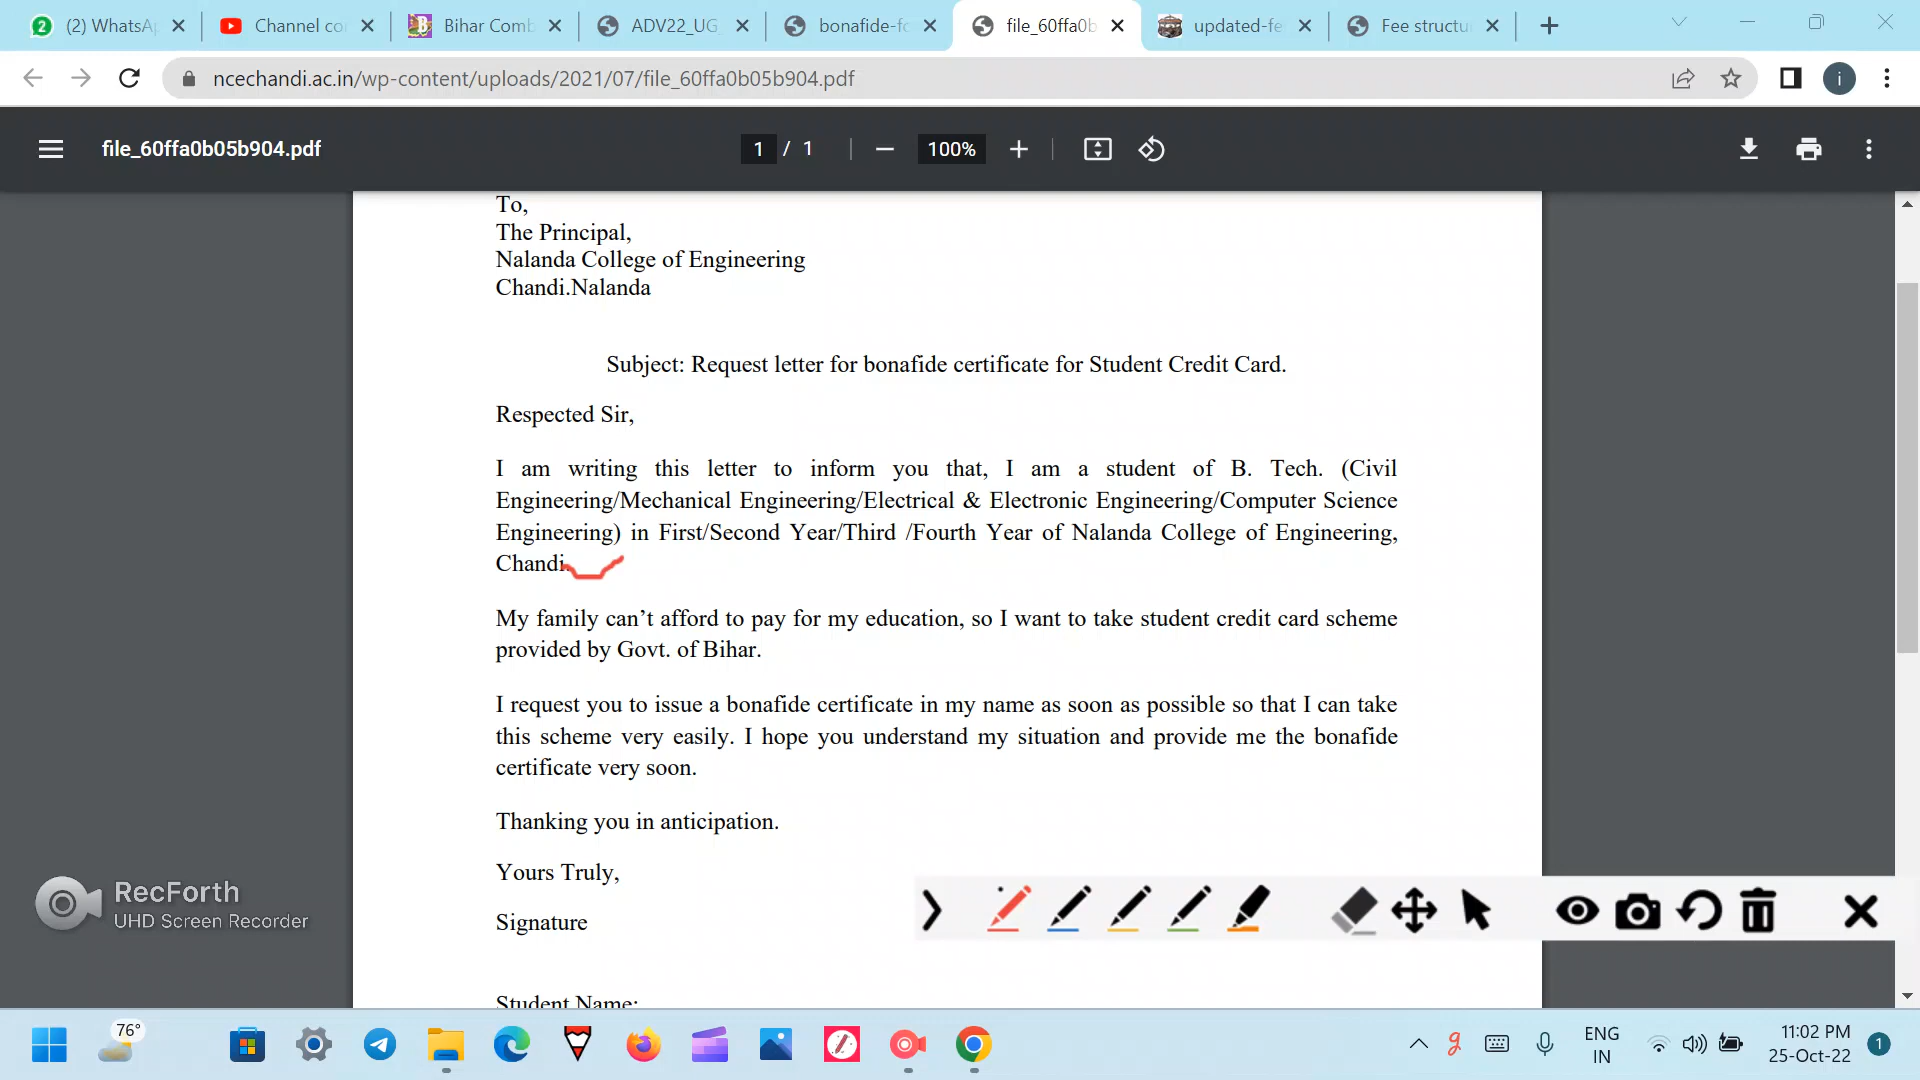 (2) WhatsAp
Channel co
Bihar Comb
ADV22_UG_
bonafide-fo
file_60ffa0b
updated-fe
Fee structu
ncechandi.ac.in/wp-content/uploads/2021/07/file_60ffa0b05b904.pdf
i
file_60ffa0b05b904.pdf
1 / 1
100%
To,
The Principal,
Nalanda College of Engineering
Chandi.Nalanda
Subject: Request letter for bonafide certificate for Student Credit Card.
Respected Sir,
I am writing this letter to inform you that, I am a student of B. Tech. (Civil
Engineering/Mechanical Engineering/Electrical & Electronic Engineering/Computer Science
Engineering) in First/Second Year/Third /Fourth Year of Nalanda College of Engineering,
Chandi.
My family can’t afford to pay for my education, so I want to take student credit card scheme
provided by Govt. of Bihar.
I request you to issue a bonafide certificate in my name as soon as possible so that I can take
this scheme very easily. I hope you understand my situation and provide me the bonafide
certificate very soon.
Thanking you in anticipation.
Yours Truly,
Signature
Student Name:
RecForth
UHD Screen Recorder
76°
ENG
IN
11:02 PM
25-Oct-22
1